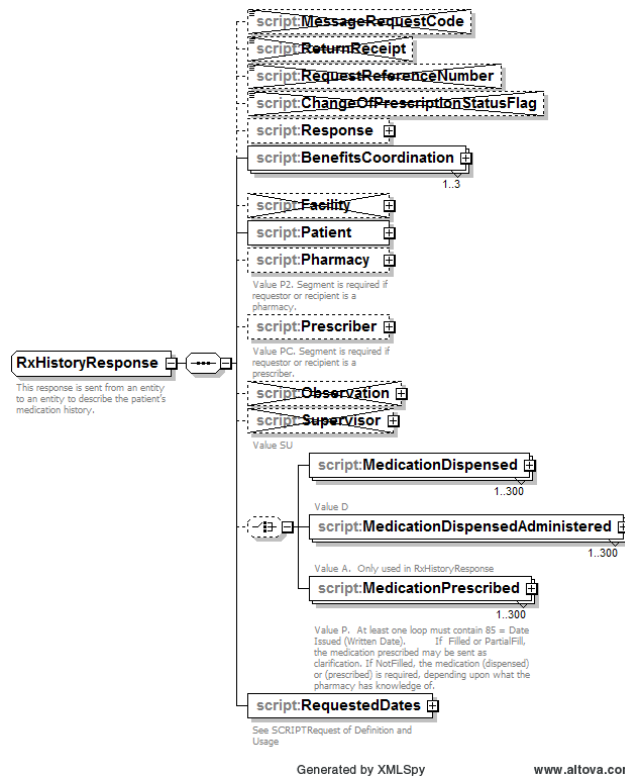 script:MessageRequestCode
script:ReturnReceipt
script:RequestReferenceNumber
script:ChangeOfPrescriptionStatusFlag
script:Response
script:BenefitsCoordination
1..3
script:Facility
script:Patient
script:Pharmacy
Value P2. Segment is required if
requestor or recipient is a
pharmacy.
script:Prescriber
Value PC. Segment is required if
requestor or recipient is a
prescriber.
RxHistoryResponse
This response is sent from an entity
to an entity to describe the patient's
medication history.
script:Observation
script:Supervisor
Value SU
script:MedicationDispensed
1..300
Value D
script:MedicationDispensedAdministered
1..300
Value A. Only used in RxHistoryResponse
script:MedicationPrescribed
1..300
Value P. At least one loop must contain 85 = Date
Issued (Written Date). If Filled or PartialFill,
the medication prescribed may be sent as
clarification. If NotFilled, the medication (dispensed)
or (prescribed) is required, depending upon what the
pharmacy has knowledge of.
script:RequestedDates
See SCRIPTRequest of Definition and
Usage
Generated by XMLSpy www.altova.com